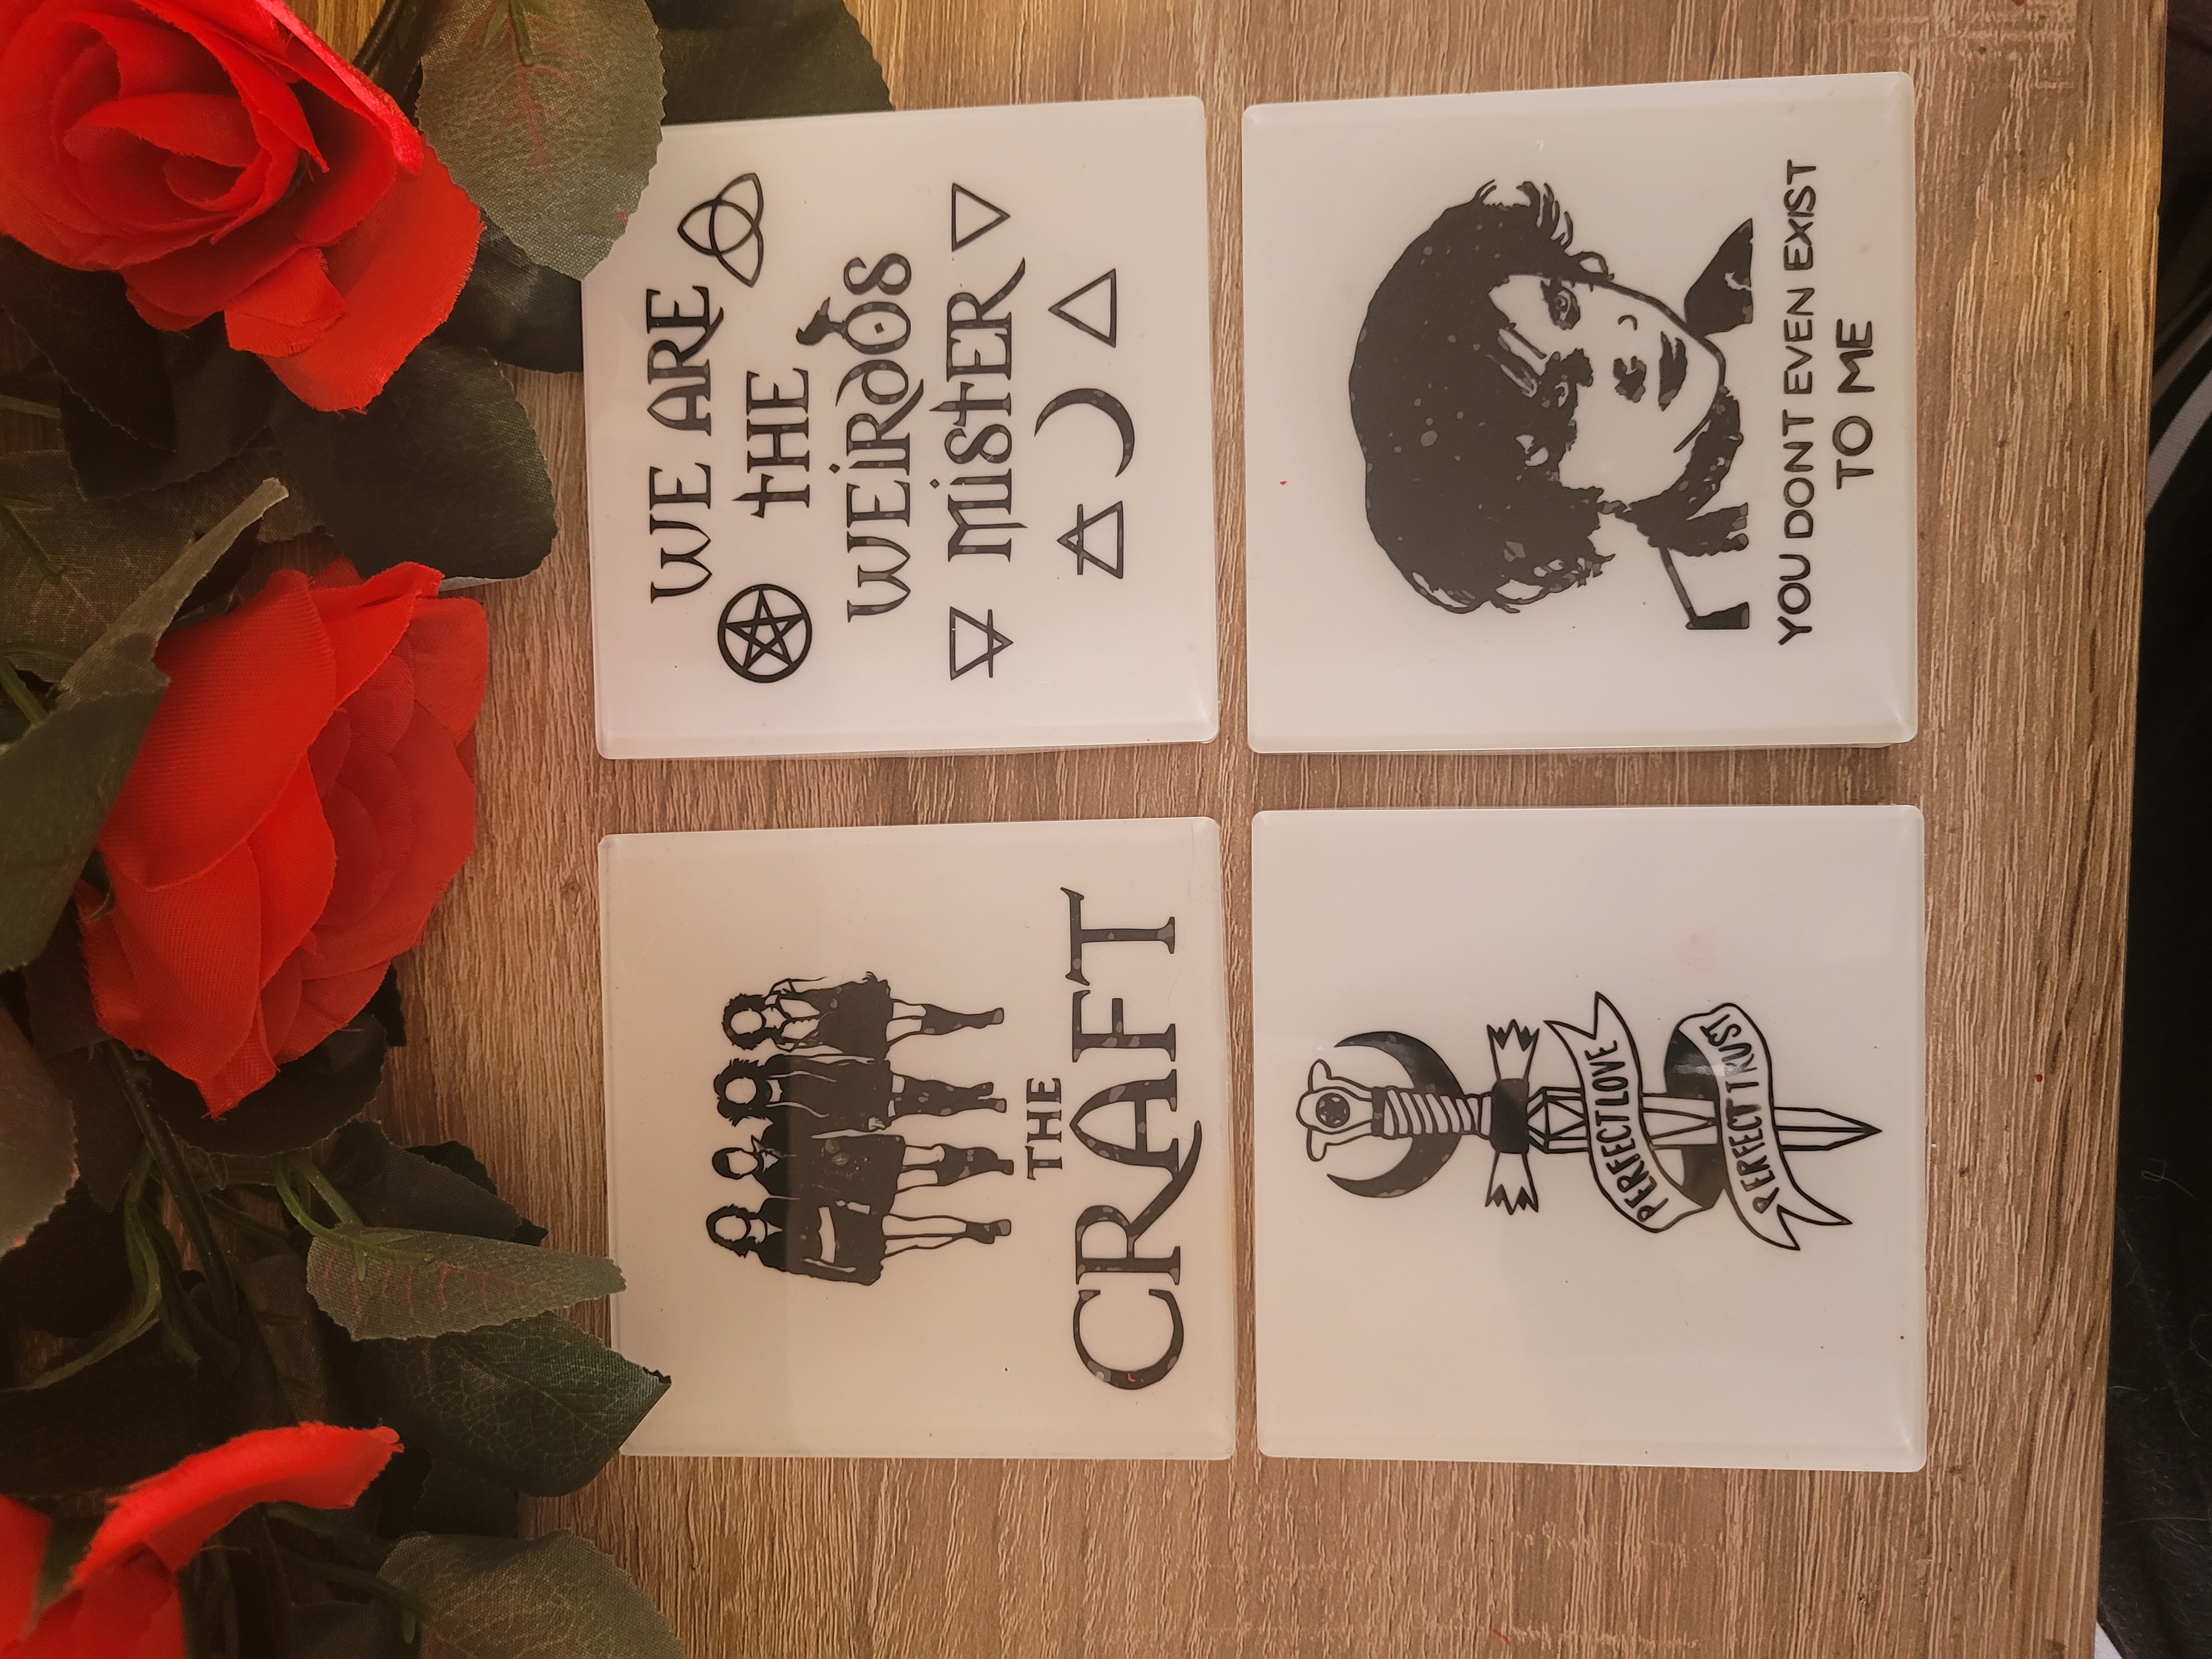 THE
CRAFT
WE ARE
THE
WEIRDOS
MISTER
PERFECT LOVE
PERFECT TRUST
YOU DONT EVEN EXIST
TO ME